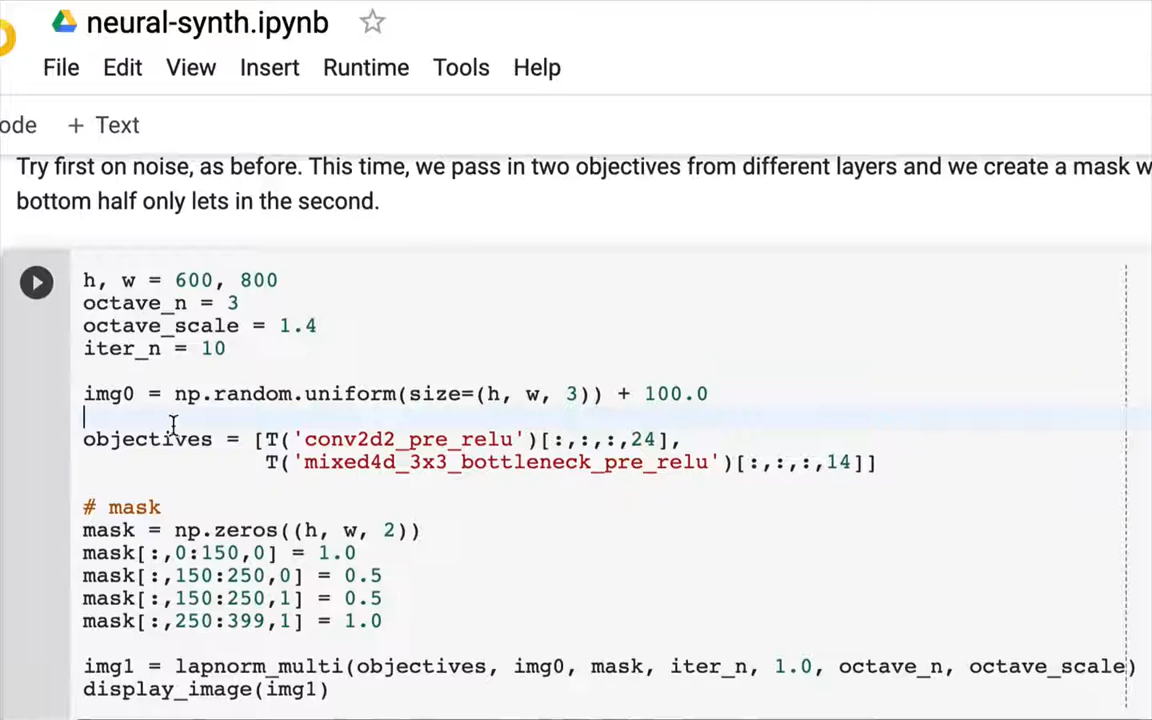 neural-synth.ipynb
File Edit View Insert Runtime Tools Help
ode + Text
Try first on noise, as before. This time, we pass in two objectives from different layers and we create a mask w
bottom half only lets in the second.
h, w = 600, 800
octave_n = 3
octave_scale = 1.4
iter_n = 10
img0 = np.random.uniform(size=(h, w, 3)) + 100.0
objectives = [T('conv2d2_pre_relu')[:,:,:,24],
T('mixed4d_3x3_bottleneck_pre_relu')[:,:,:,14]]
# mask
mask = np.zeros((h, w, 2))
mask[:,0:150,0] = 1.0
mask[:,150:250,0] = 0.5
mask[:,150:250,1] = 0.5
mask[:,250:399,1] = 1.0
img1 = lapnorm_multi(objectives, img0, mask, iter_n, 1.0, octave_n, octave_scale)
display_image(img1)